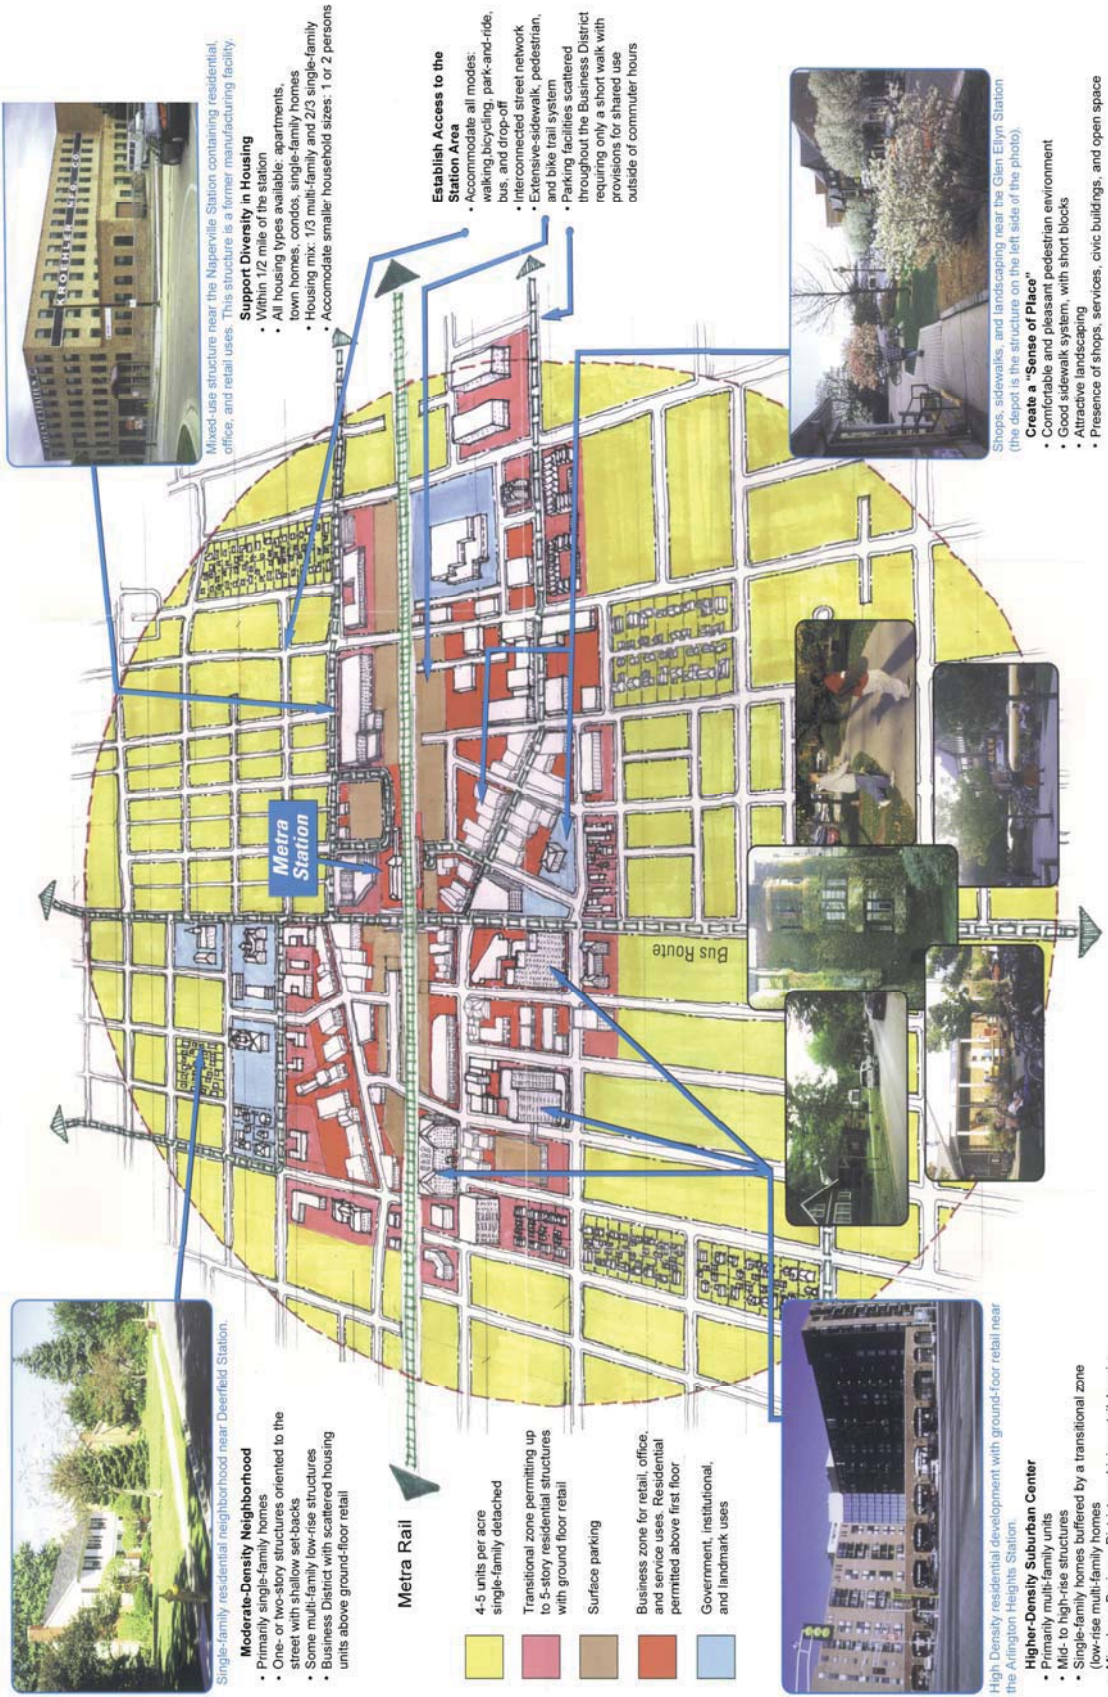 Single-family residential neighborhood near Deerfield Station.
Moderate-Density Neighborhood
• Primarily single-family homes
• One- or two-story structures oriented to the
street with shallow set-backs
• Some multi-family low-rise structures
• Business District with scattered housing
units above ground-floor retail
KROEHLER MFG. CO.
Mixed-use structure near the Naperville Station containing residential,
office, and retail uses. This structure is a former manufacturing facility.
Support Diversity in Housing
• Within 1/2 mile of the station
• All housing types available: apartments,
town homes, condos, single-family homes
• Housing mix: 1/3 multi-family and 2/3 single-family
• Accomodate smaller household sizes: 1 or 2 persons
Establish Access to the
Station Area
• Accommodate all modes:
walking,bicycling, park-and-ride,
bus, and drop-off
• Interconnected street network
• Extensive-sidewalk, pedestrian,
and bike trail system
• Parking facilities scattered
throughout the Business District
requiring only a short walk with
provisions for shared use
outside of commuter hours
Metra
Station
Metra Rail
Bus Route
4-5 units per acre
single-family detached
Transitional zone permitting up
to 5-story residential structures
with ground floor retail
Surface parking
Business zone for retail, office,
and service uses. Residential
permitted above first floor
Government, institutional,
and landmark uses
High Density residential development with ground-foor retail near
the Arlington Heights Station.
Higher-Density Suburban Center
• Primarily multi-family units
• Mid- to high-rise structures
• Single-family homes buffered by a transitional zone
(low-rise multi-family homes
Shops, sidewalks, and landscaping near the Glen Ellyn Station
(the depot is the structure on the left side of the photo).
Create a "Sense of Place"
• Comfortable and pleasant pedestrian environment
• Good sidewalk system, with short blocks
• Attractive landscaping
• Presence of shops, services, civic buildings, and open space